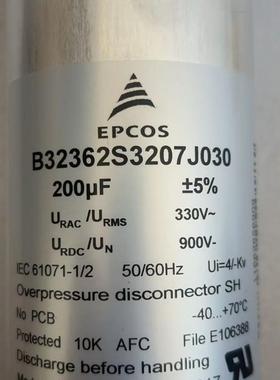 EPCOS
B32362S3207J030
200µF ±5%
URAC /URMS 330V~
URDC/UN 900V-
IEC 61071-1/2 50/60Hz Ui=4/-Kv
Overpressure disconnector SH
No PCB -40...+70°C
Protected 10K AFC File E106388
Discharge before handling